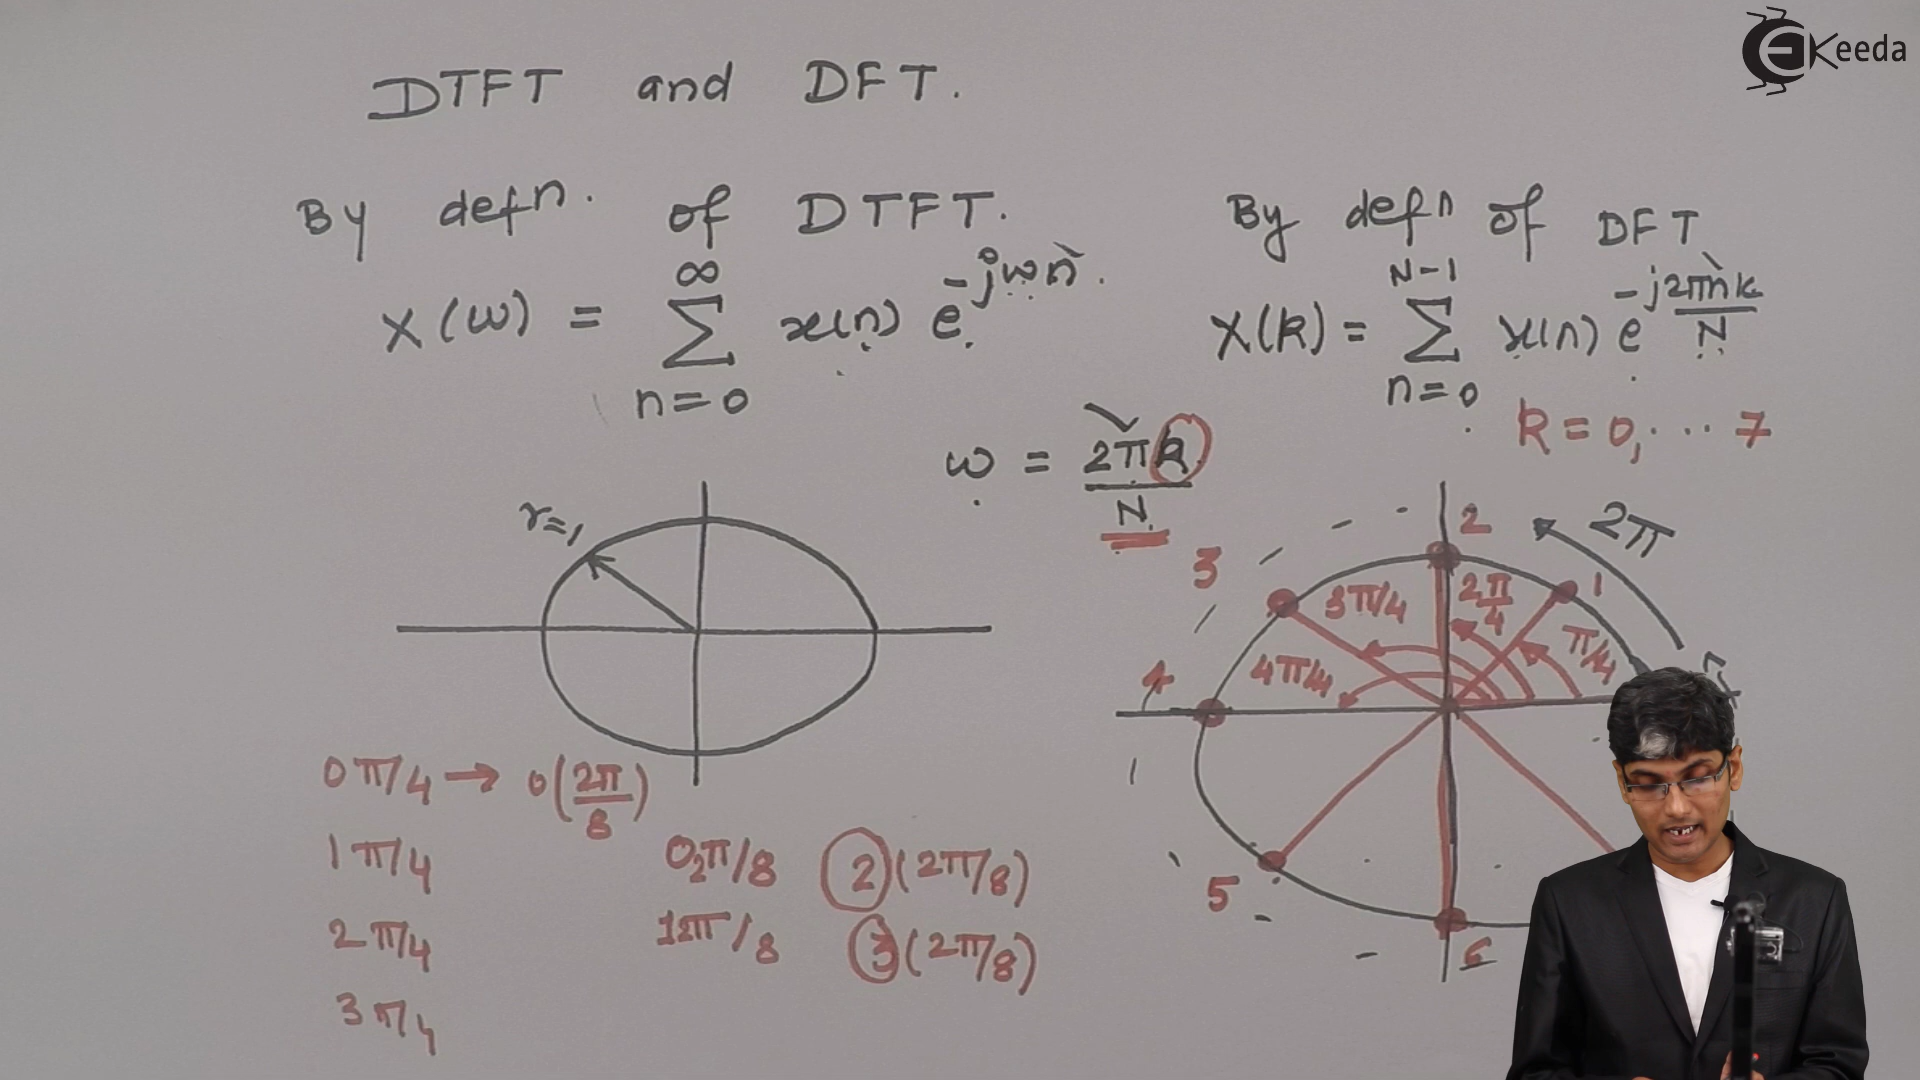 Keeda
DTFT and DFT.
By defn. of DTFT.
X(ω) = ∞ Σ n=0 x(n) e^-jωn.
By defn of DFT
X(k) = N-1 Σ n=0 x(n) e^-j2πnk/N
k = 0, ... 7
ω = 2πk/N
r=1
2π
3
2
1
4
5
6
3π/4
2π/4
π/4
4π/4
0π/4 → 0(2π/8)
1π/4
2π/4
3π/4
0 2π/8 2(2π/8)
1 2π/8 3(2π/8)